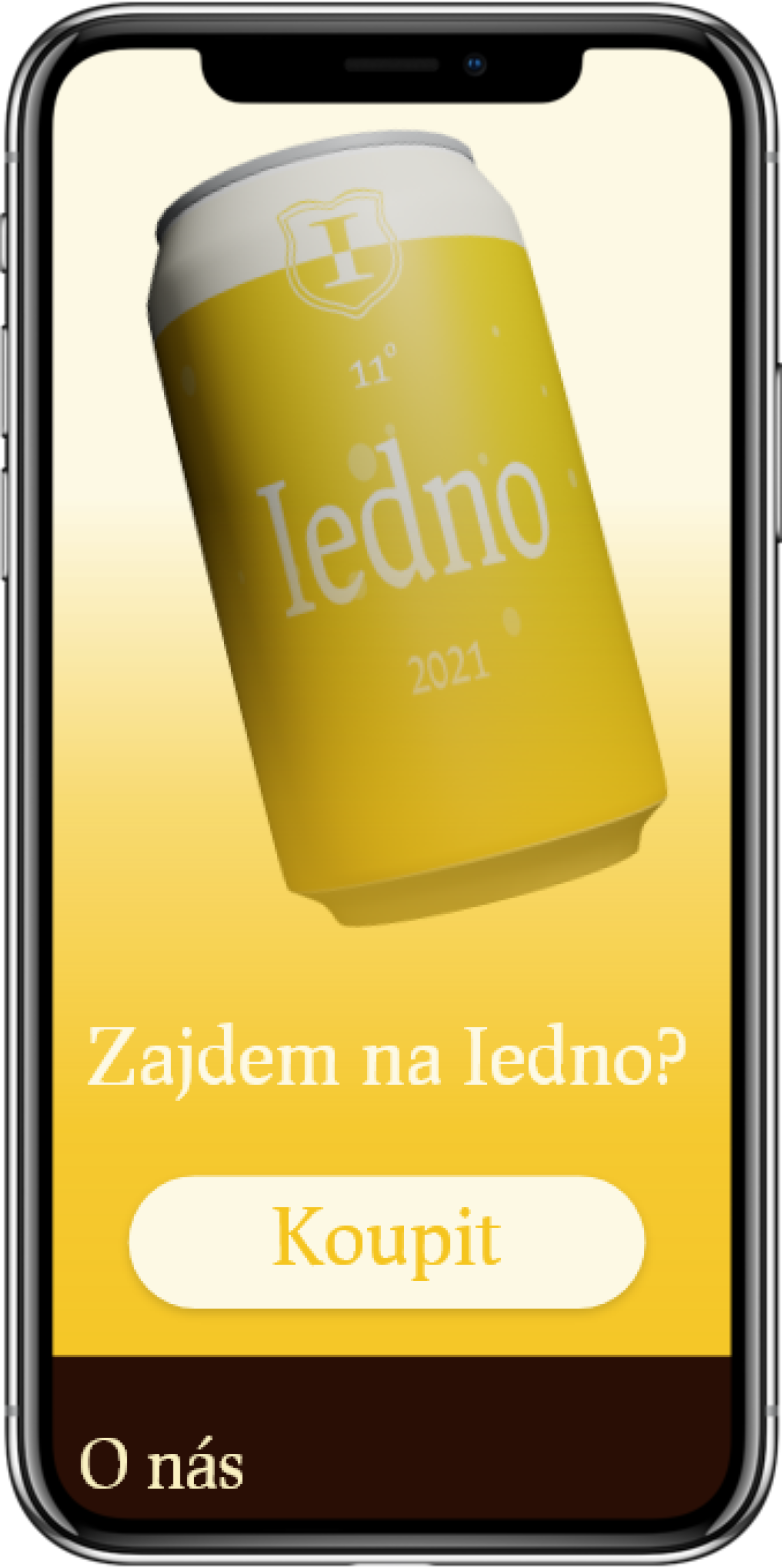 I
11°
Iedno
2021
Zajdem na Iedno?
Koupit
O nás